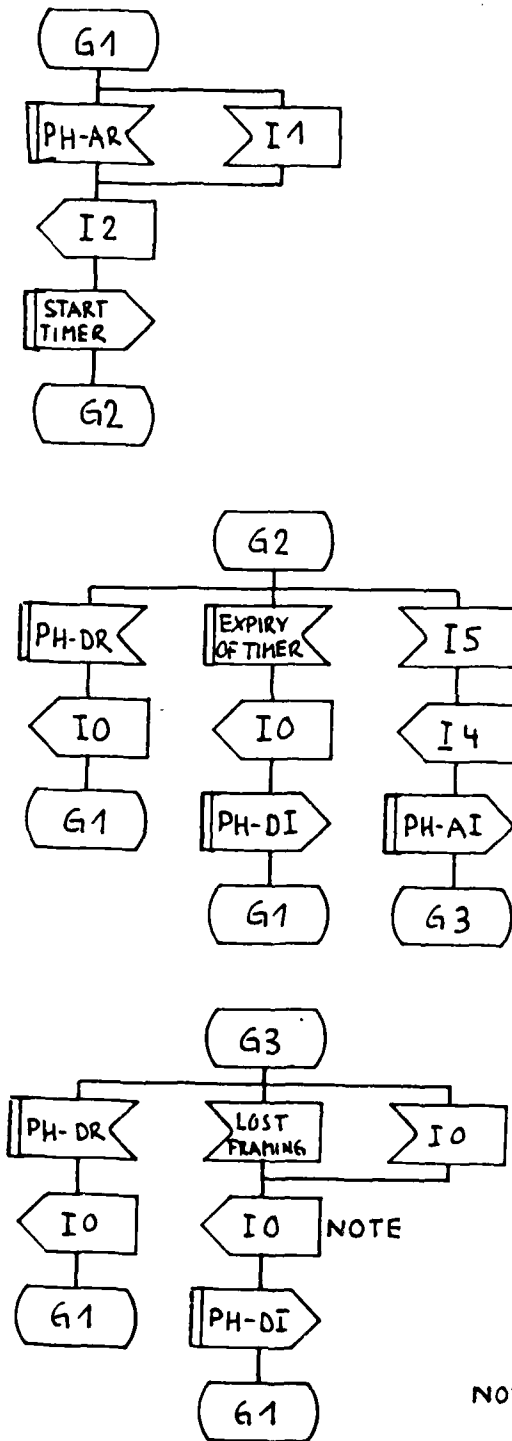 G1
PH-AR
I1
I2
START
TIMER
G2
G2
PH-DR
EXPIRY
OF TIMER
I5
I0
I0
I4
G1
PH-DI
PH-AI
G1
G3
G3
PH-DR
LOST
FRAMING
I0
I0
I0
NOTE
G1
PH-DI
G1
NO